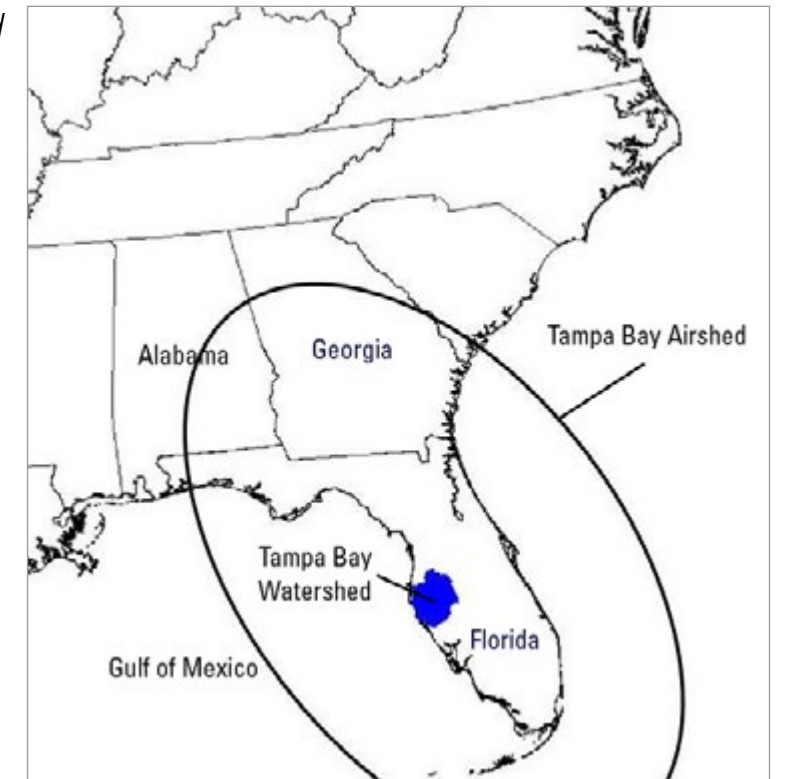 Tampa Bay Airshed
Alabama
Georgia
Tampa Bay
Watershed
Florida
Gulf of Mexico